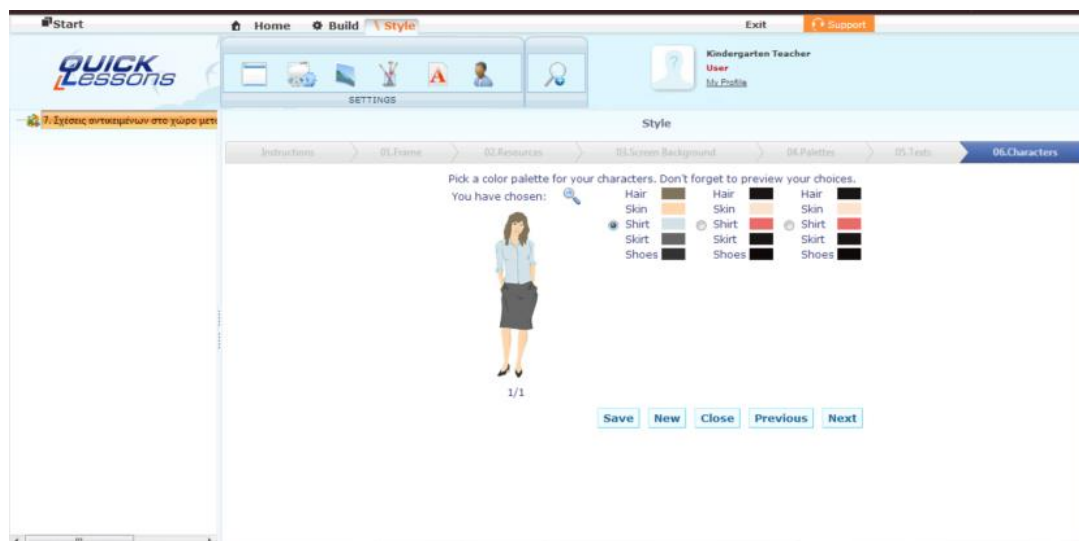 Start
Home Build Style Exit Support
QUICK Lessons
Kindergarten Teacher
User
My Profile
SETTINGS
7. Σχέσεις αντικειμένων στο χώρο μετα
Style
Instructions 01.Frame 02.Resources 03.Screen Background 04.Palettes 05.Texts 06.Characters
Pick a color palette for your characters. Don't forget to preview your choices.
You have chosen: Hair Hair Hair
Skin Skin Skin
Shirt Shirt Shirt
Skirt Skirt Skirt
Shoes Shoes Shoes
1/1
Save New Close Previous Next